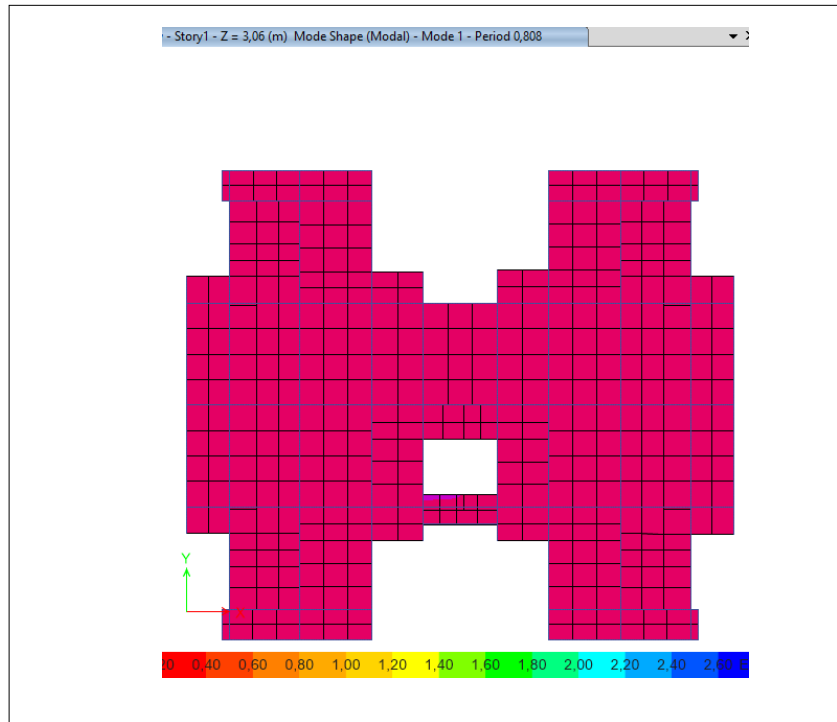 - Story1 - Z = 3,06 (m) Mode Shape (Modal) - Mode 1 - Period 0,808
Y
0,40 0,60 0,80 1,00 1,20 1,40 1,60 1,80 2,00 2,20 2,40